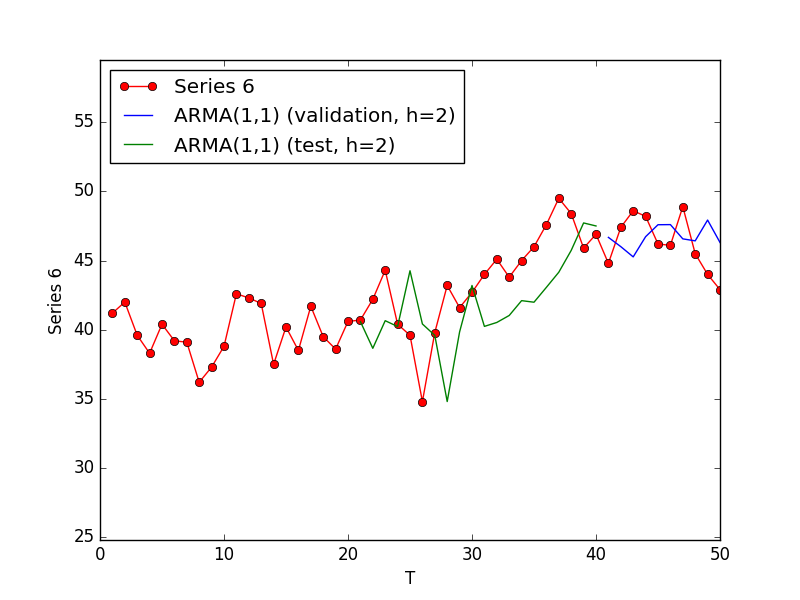 Series 6
ARMA(1,1) (validation, h=2)
ARMA(1,1) (test, h=2)
55
50
45
40
35
30
25
Series 6
0 10 20 30 40 50
T